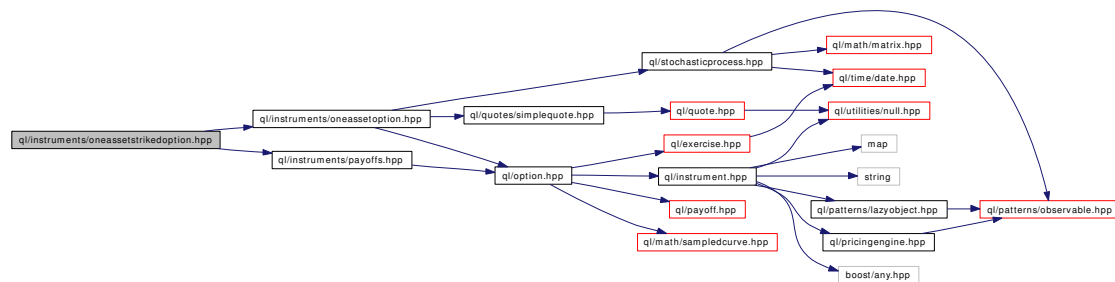 ql/instruments/oneassetstrikedoption.hpp
ql/instruments/oneassetoption.hpp
ql/instruments/payoffs.hpp
ql/stochasticprocess.hpp
ql/quotes/simplequote.hpp
ql/option.hpp
ql/quote.hpp
ql/exercise.hpp
ql/instrument.hpp
ql/payoff.hpp
ql/math/sampledcurve.hpp
ql/math/matrix.hpp
ql/time/date.hpp
ql/utilities/null.hpp
map
string
ql/patterns/lazyobject.hpp
ql/pricingengine.hpp
boost/any.hpp
ql/patterns/observable.hpp